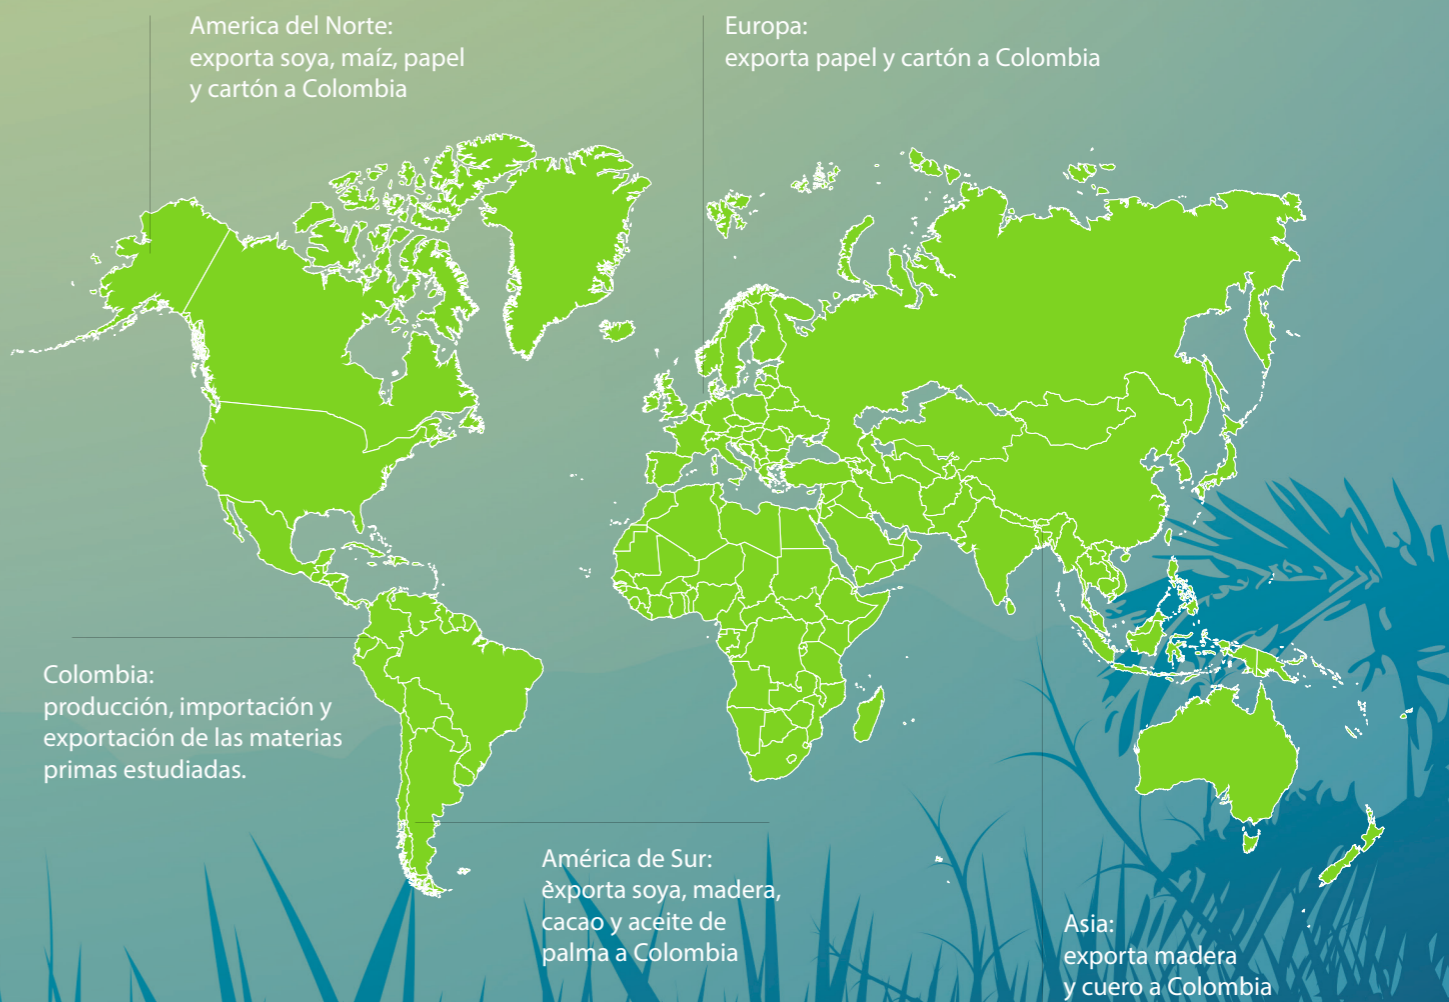 America del Norte:
exporta soya, maíz, papel
y cartón a Colombia
Europa:
exporta papel y cartón a Colombia
Colombia:
producción, importación y
exportación de las materias
primas estudiadas.
América de Sur:
èxporta soya, madera,
cacao y aceite de
palma a Colombia
Asia:
exporta madera
y cuero a Colombia